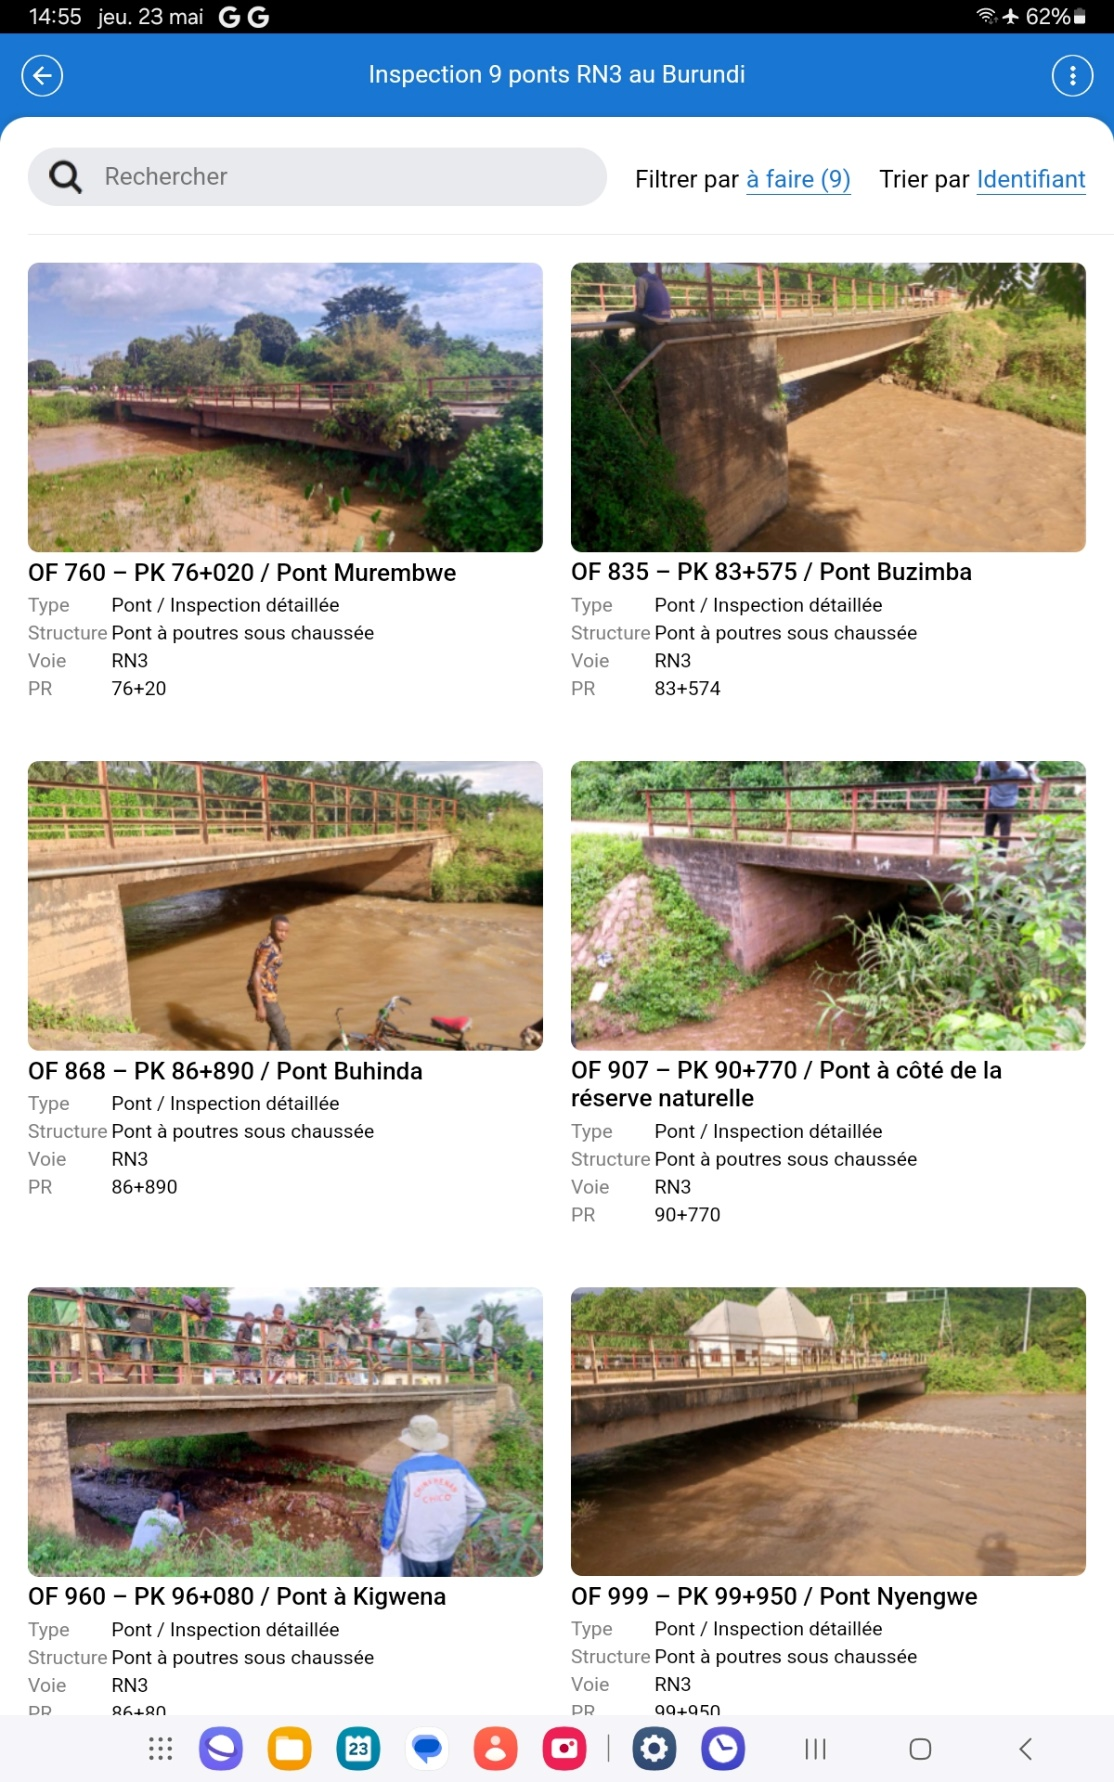 14:55 jeu. 23 mai G G 62%
Inspection 9 ponts RN3 au Burundi
Rechercher Filtrer par à faire (9) Trier par Identifiant
OF 760 – PK 76+020 / Pont Murembwe
Type Pont / Inspection détaillée
Structure Pont à poutres sous chaussée
Voie RN3
PR 76+20
OF 835 – PK 83+575 / Pont Buzimba
Type Pont / Inspection détaillée
Structure Pont à poutres sous chaussée
Voie RN3
PR 83+574
OF 868 – PK 86+890 / Pont Buhinda
Type Pont / Inspection détaillée
Structure Pont à poutres sous chaussée
Voie RN3
PR 86+890
OF 907 – PK 90+770 / Pont à côté de la
réserve naturelle
Type Pont / Inspection détaillée
Structure Pont à poutres sous chaussée
Voie RN3
PR 90+770
OF 960 – PK 96+080 / Pont à Kigwena
Type Pont / Inspection détaillée
Structure Pont à poutres sous chaussée
Voie RN3
PR 86+80
OF 999 – PK 99+950 / Pont Nyengwe
Type Pont / Inspection détaillée
Structure Pont à poutres sous chaussée
Voie RN3
PR 99+950
23